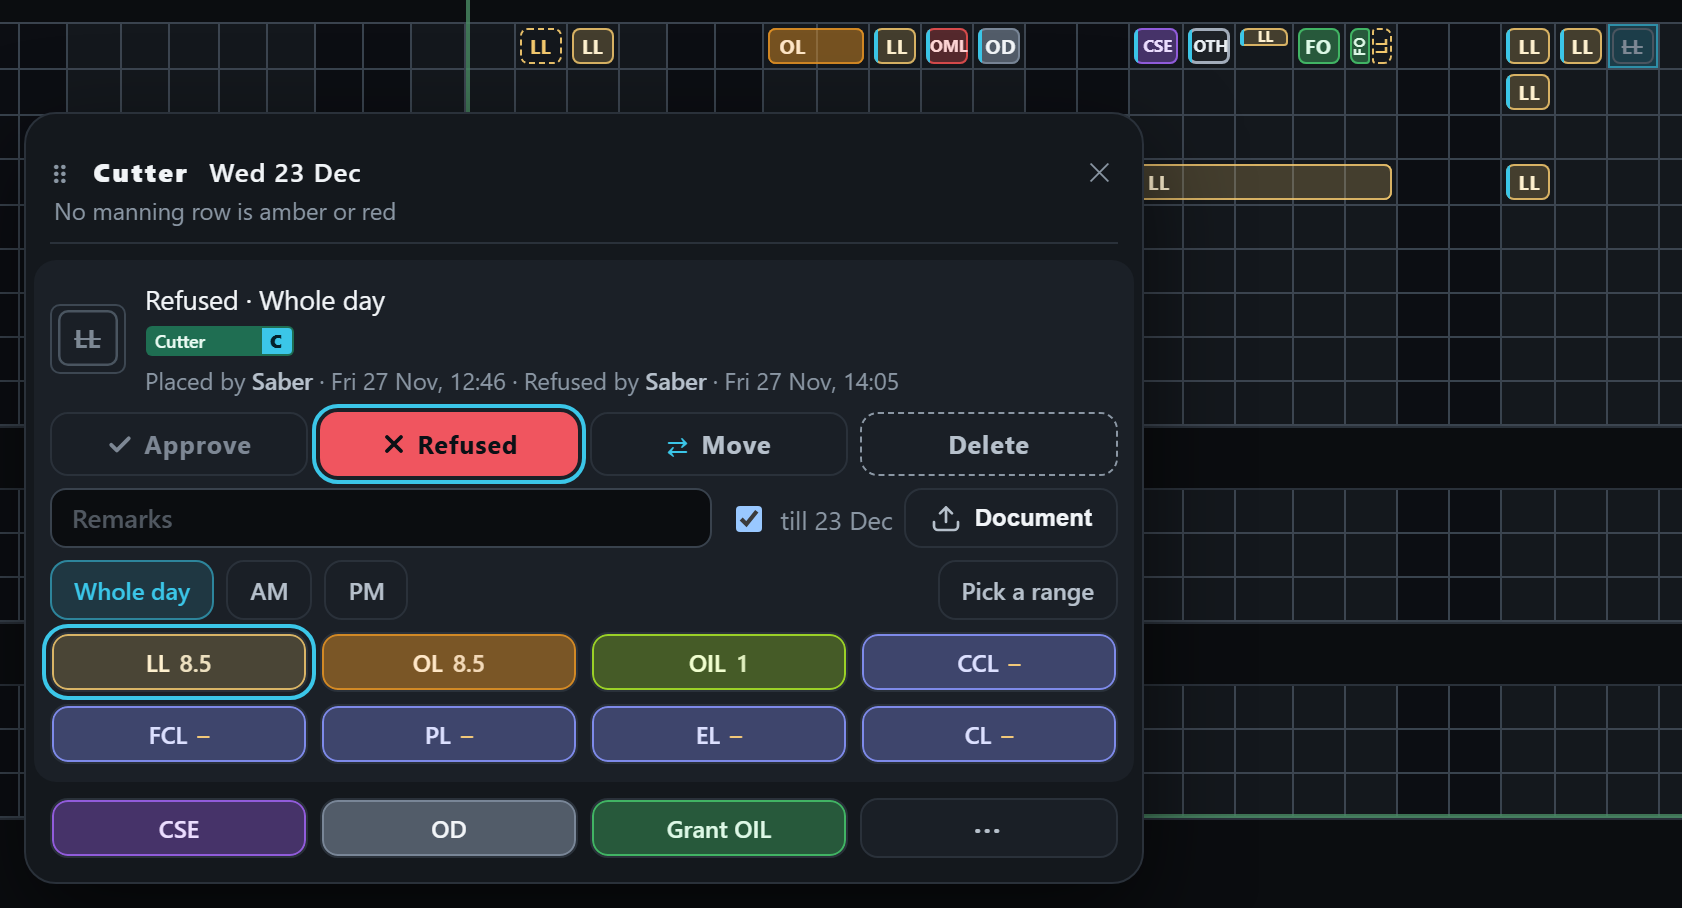 LL LL OL LL OML OD CSE OTH LL FO FO LL LL LL LL
LL
Cutter Wed 23 Dec
No manning row is amber or red
LL LL
Refused · Whole day
LL
Cutter C
Placed by Saber · Fri 27 Nov, 12:46 · Refused by Saber · Fri 27 Nov, 14:05
Approve Refused Move Delete
Remarks till 23 Dec Document
Whole day AM PM Pick a range
LL 8.5 OL 8.5 OIL 1 CCL –
FCL – PL – EL – CL –
CSE OD Grant OIL ...